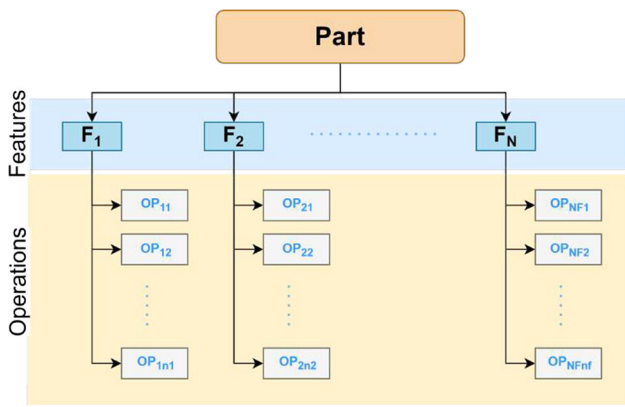 Part
Features
F1 F2 FN
Operations
OP11 OP21 OPNF1
OP12 OP22 OPNF2
OP1n1 OP2n2 OPNFnf